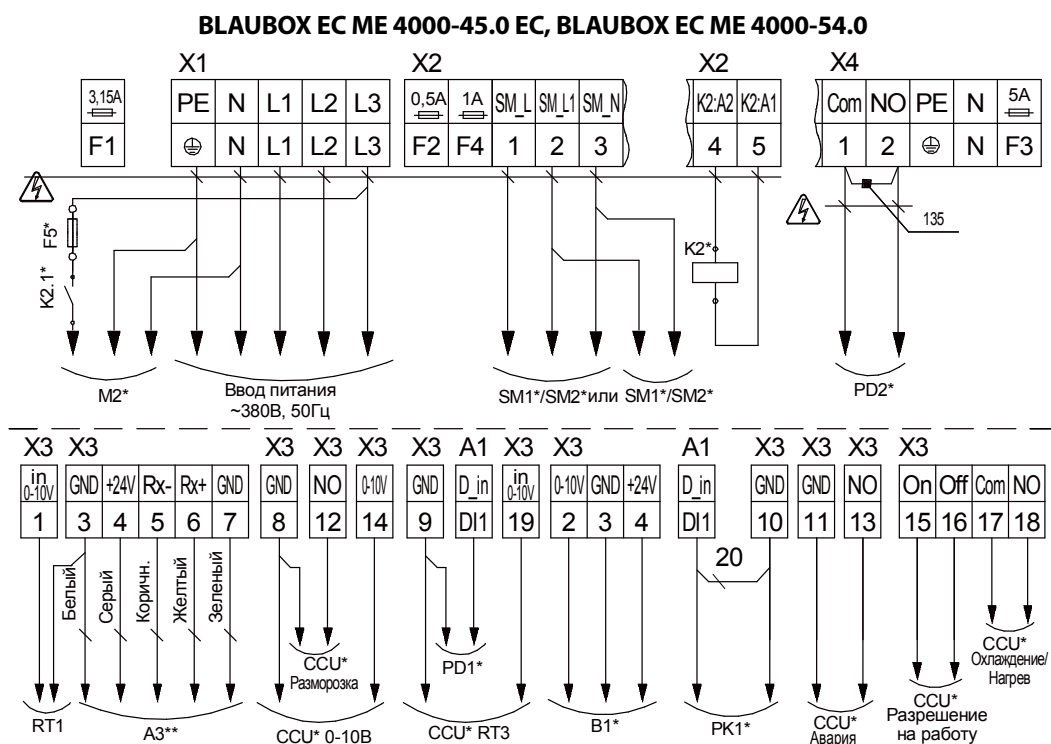 BLAUBOX EC ME 4000-45.0 EC, BLAUBOX EC ME 4000-54.0
X1 X2 X2 X4
3,15A PE N L1 L2 L3 0,5A 1A SM_L SM_L1 SM_N K2:A2 K2:A1 Com NO PE N 5A
F1 N L1 L2 L3 F2 F4 1 2 3 4 5 1 2 N F3
135
F5*
K2*
K2.1*
M2*
Ввод питания
~380В, 50Гц
SM1*/SM2*или SM1*/SM2*
PD2*
X3 X3 X3 X3 X3 X3 A1 X3 X3 A1 X3 X3 X3 X3
in 0-10V GND +24V Rx- Rx+ GND GND NO 0-10V GND D_in in 0-10V 0-10V GND +24V D_in GND GND NO On Off Com NO
1 3 4 5 6 7 8 12 14 9 DI1 19 2 3 4 DI1 10 11 13 15 16 17 18
20
Белый
Серый
Коричн.
Желтый
Зеленый
CCU*
Разморозка
PD1*
CCU*
Охлаждение/
Нагрев
RT1
A3**
CCU* 0-10В
CCU* RT3
B1*
PK1*
CCU*
Авария
CCU*
Разрешение
на работу